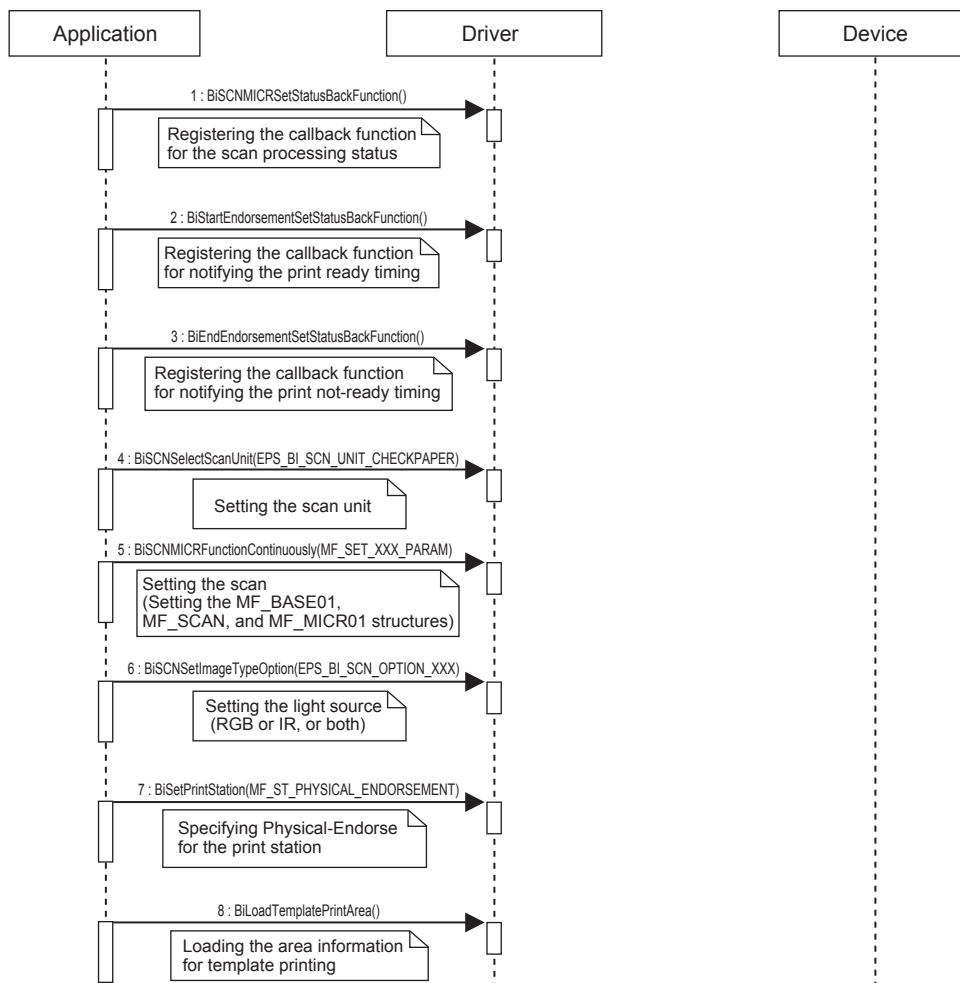 Application
Driver
Device
1 : BiSCNMICRSetStatusBackFunction()
Registering the callback function
for the scan processing status
2 : BiStartEndorsementSetStatusBackFunction()
Registering the callback function
for notifying the print ready timing
3 : BiEndEndorsementSetStatusBackFunction()
Registering the callback function
for notifying the print not-ready timing
4 : BiSCNSelectScanUnit(EPS_BI_SCN_UNIT_CHECKPAPER)
Setting the scan unit
5 : BiSCNMICRFunctionContinuously(MF_SET_XXX_PARAM)
Setting the scan
(Setting the MF_BASE01,
MF_SCAN, and MF_MICR01 structures)
6 : BiSCNSetImageTypeOption(EPS_BI_SCN_OPTION_XXX)
Setting the light source
(RGB or IR, or both)
7 : BiSetPrintStation(MF_ST_PHYSICAL_ENDORSEMENT)
Specifying Physical-Endorse
for the print station
8 : BiLoadTemplatePrintArea()
Loading the area information
for template printing